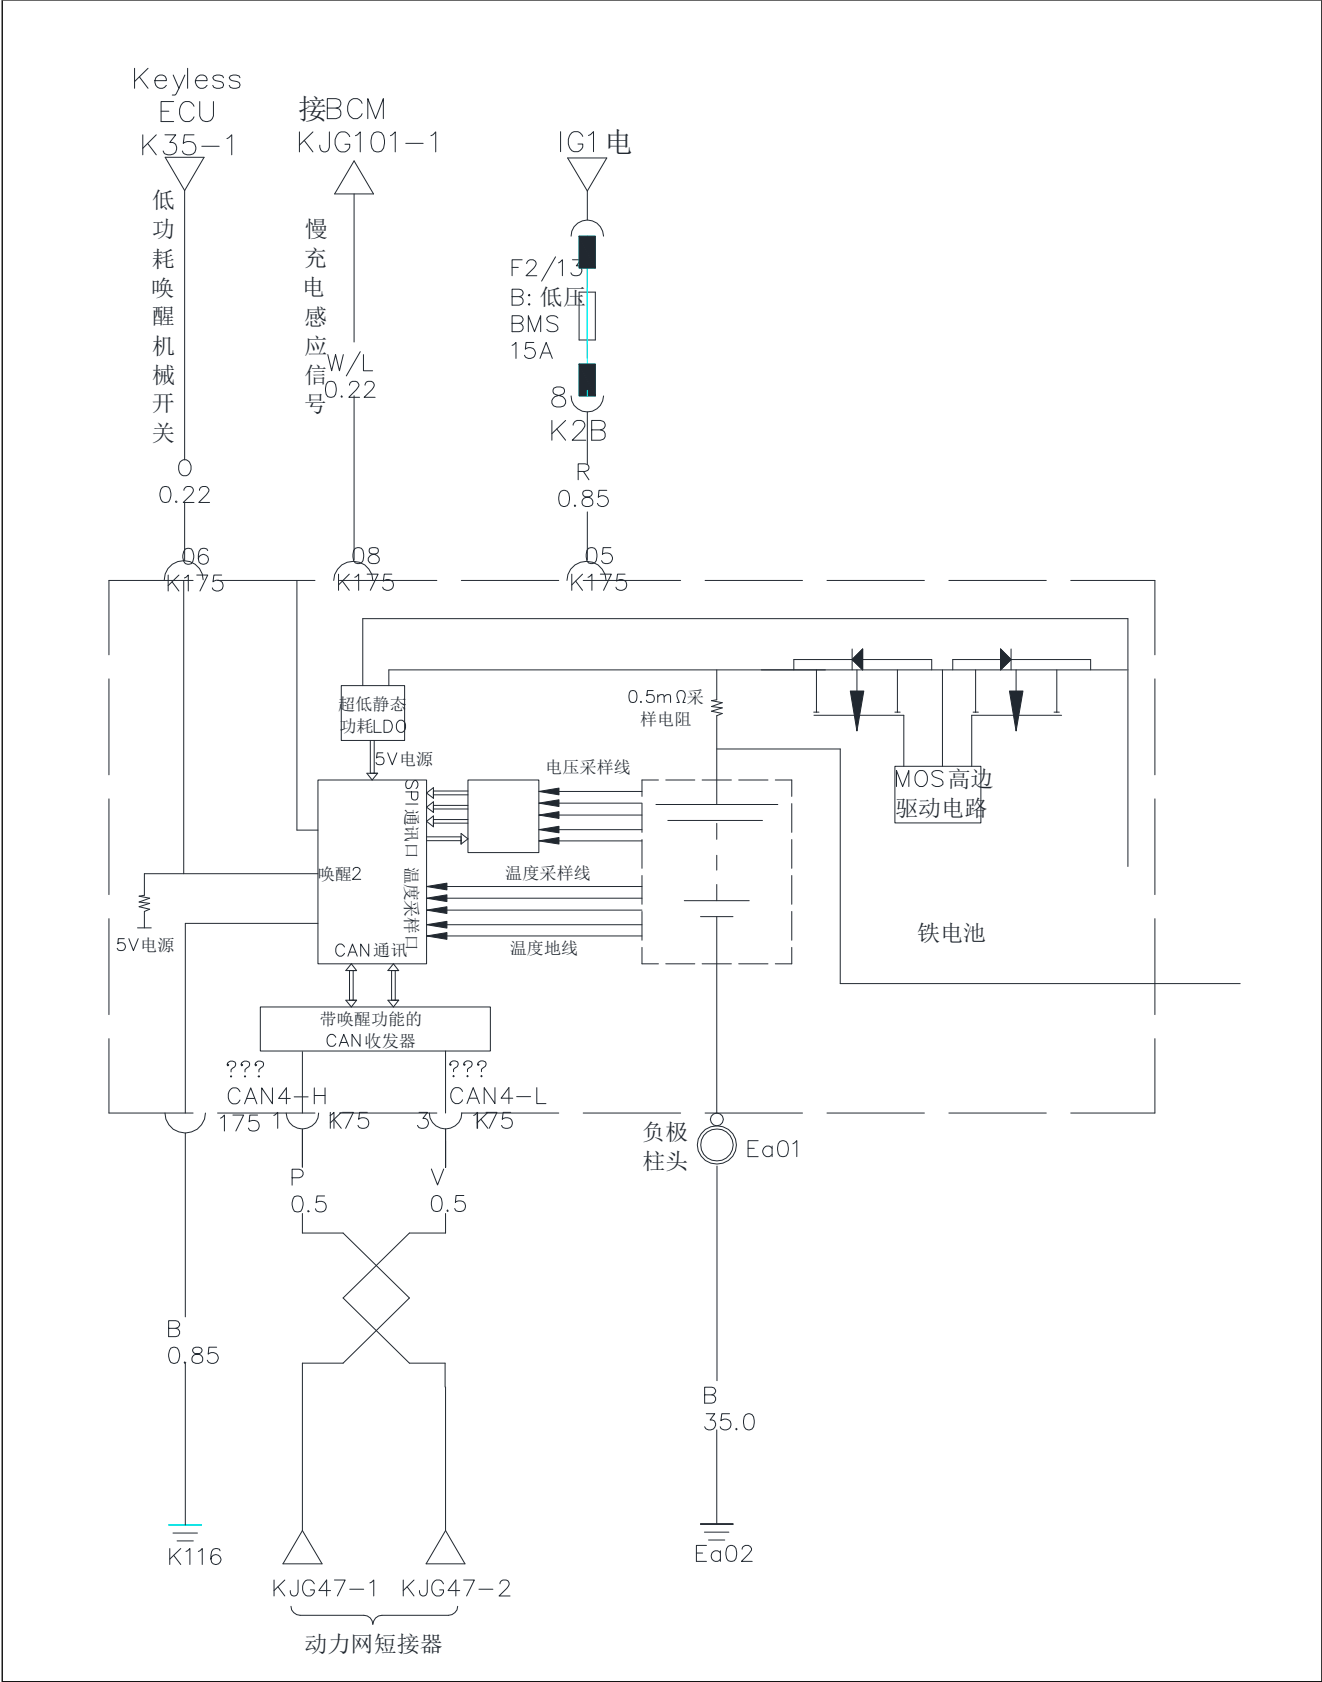 Keyless
ECU
K35-1
接BCM
KJG101-1
IG1电
低功耗唤醒机械开关
慢充电感应信号
F2/13
B:低压
BMS
15A
W/L
0.22
8
K2B
O
0.22
R
0.85
06
K175
08
K175
05
K175
超低静态
功耗LDO
5V电源
0.5mΩ采
样电阻
MOS高边
驱动电路
电压采样线
SPI通讯口
唤醒2
温度采样口
温度采样线
温度地线
CAN通讯
5V电源
铁电池
带唤醒功能的
CAN收发器
???
CAN4-H
???
CAN4-L
175
1
K75
3
K75
负极
柱头
Ea01
P
0.5
V
0.5
B
0.85
B
35.0
K116
Ea02
KJG47-1
KJG47-2
动力网短接器